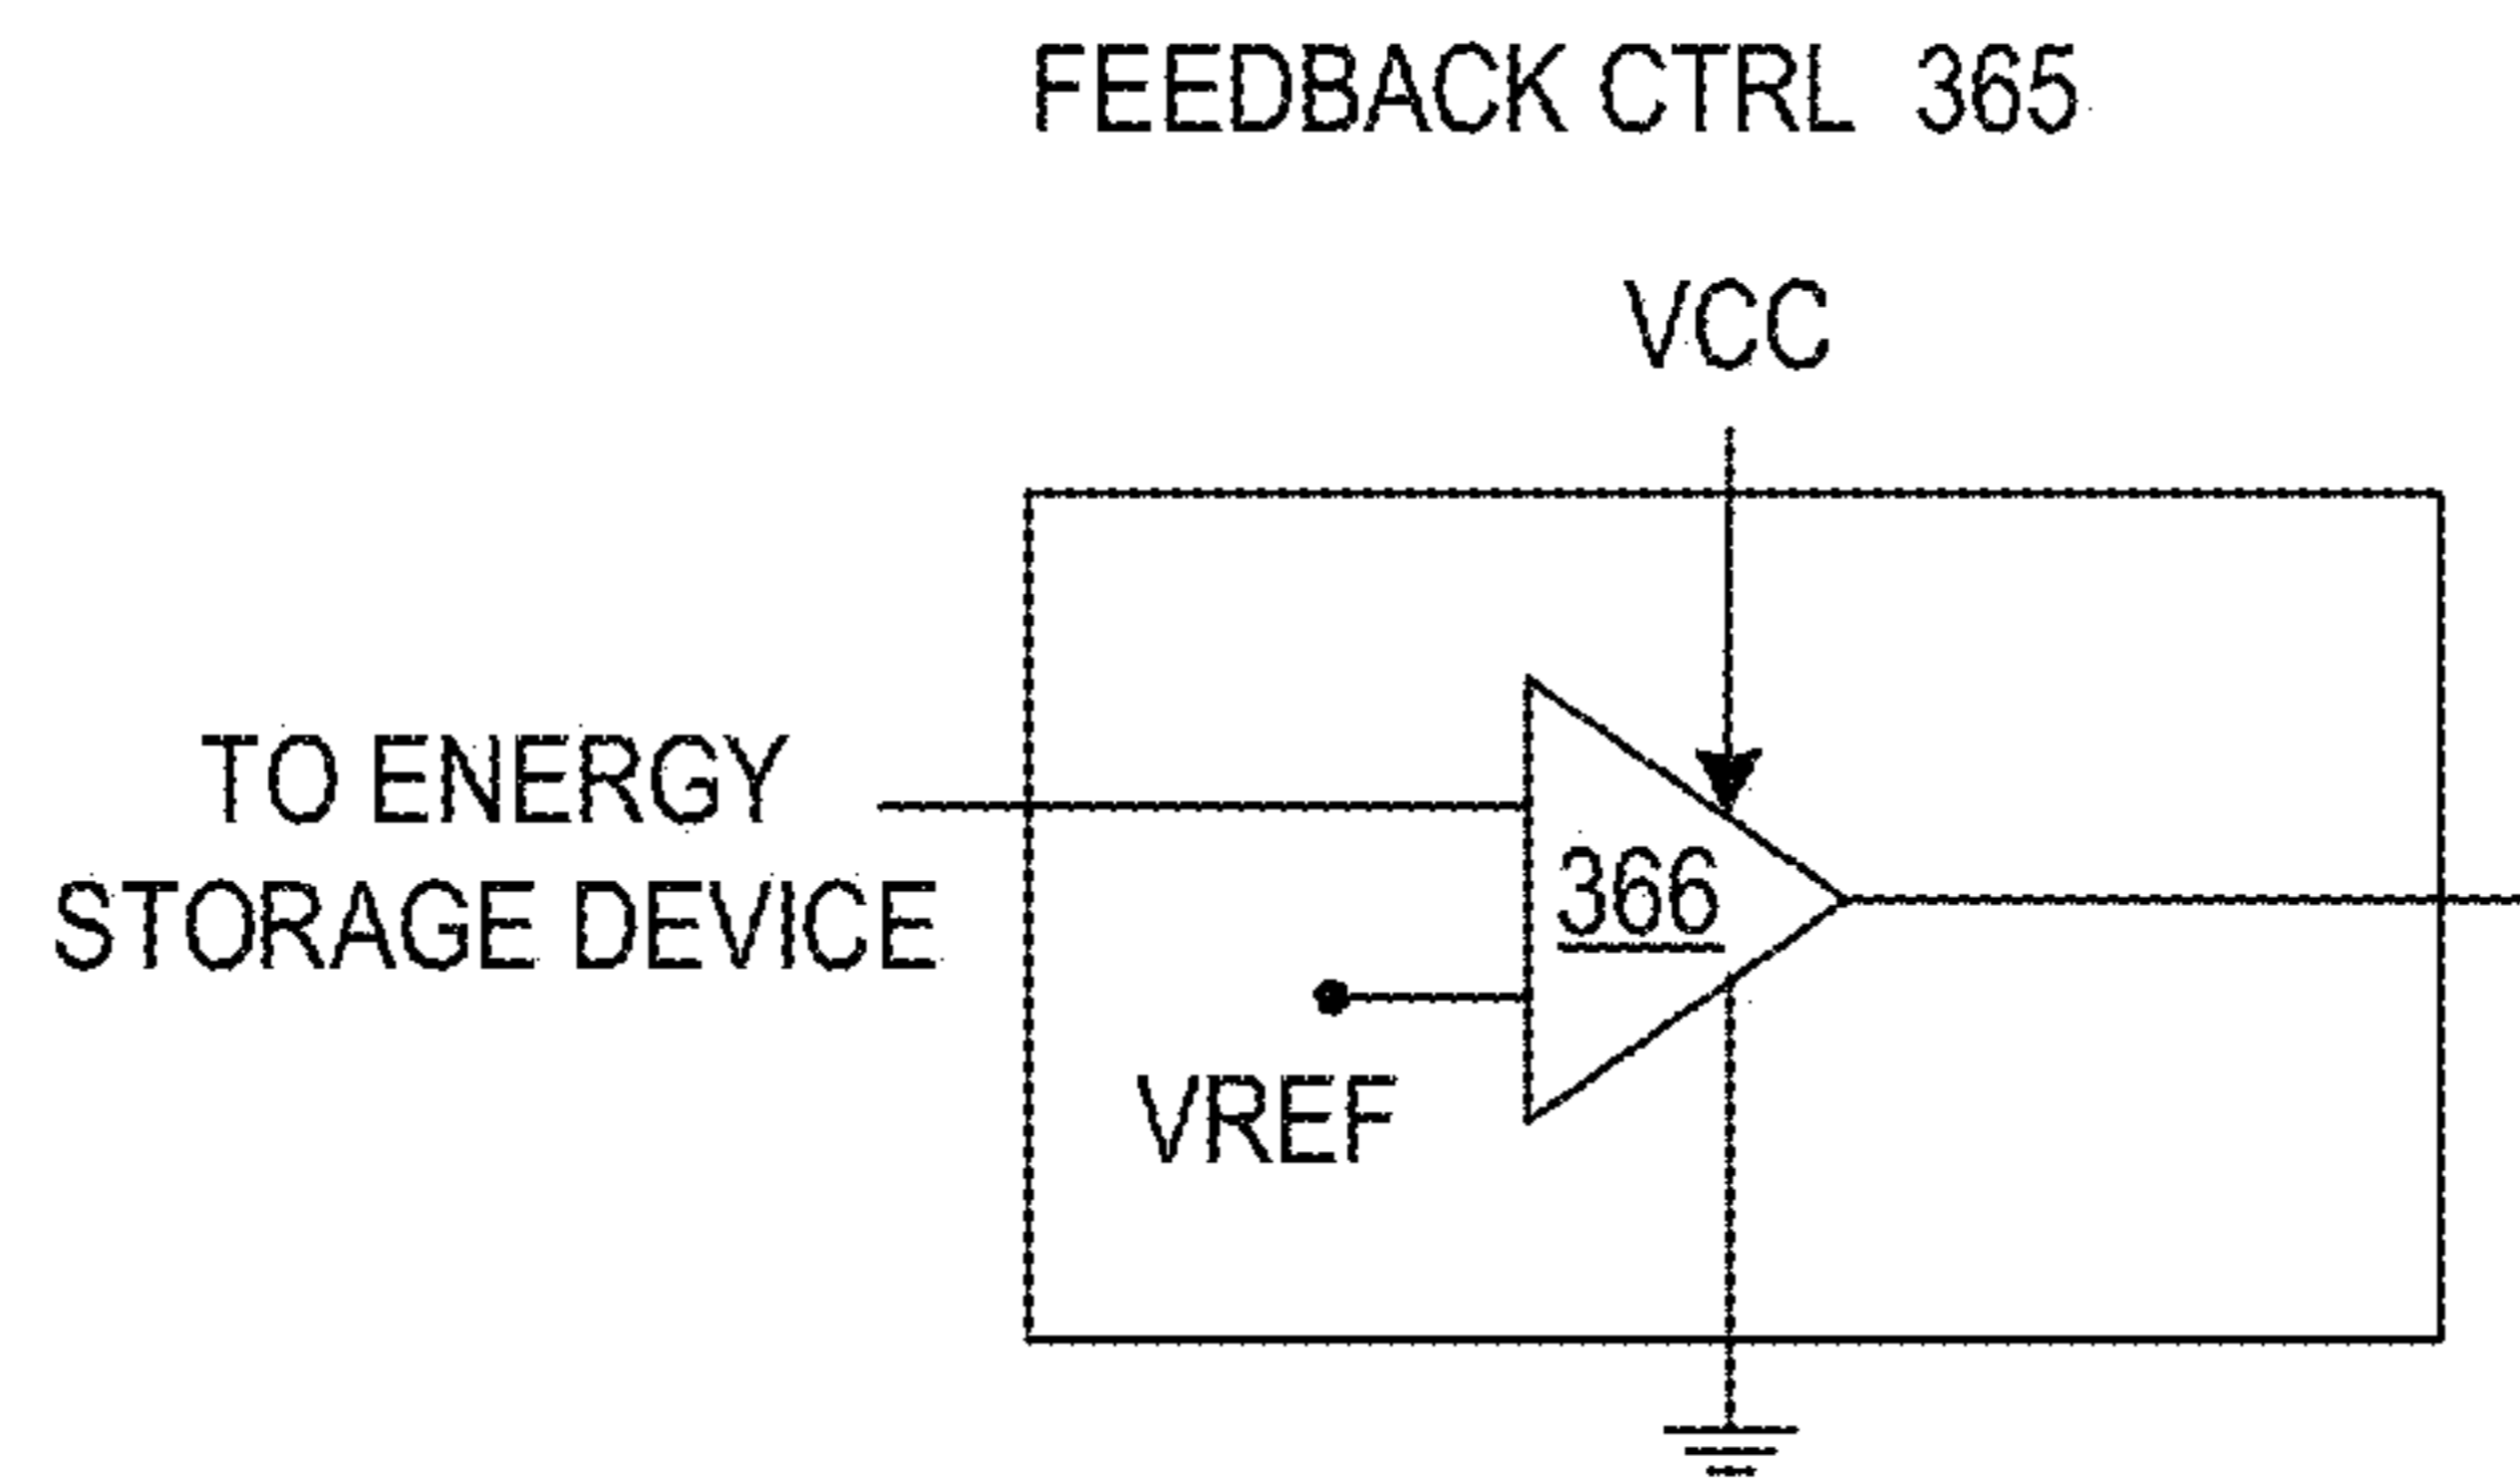 FEEDBACK CTRL 365
VCC
TO ENERGY
STORAGE DEVICE
366
VREF